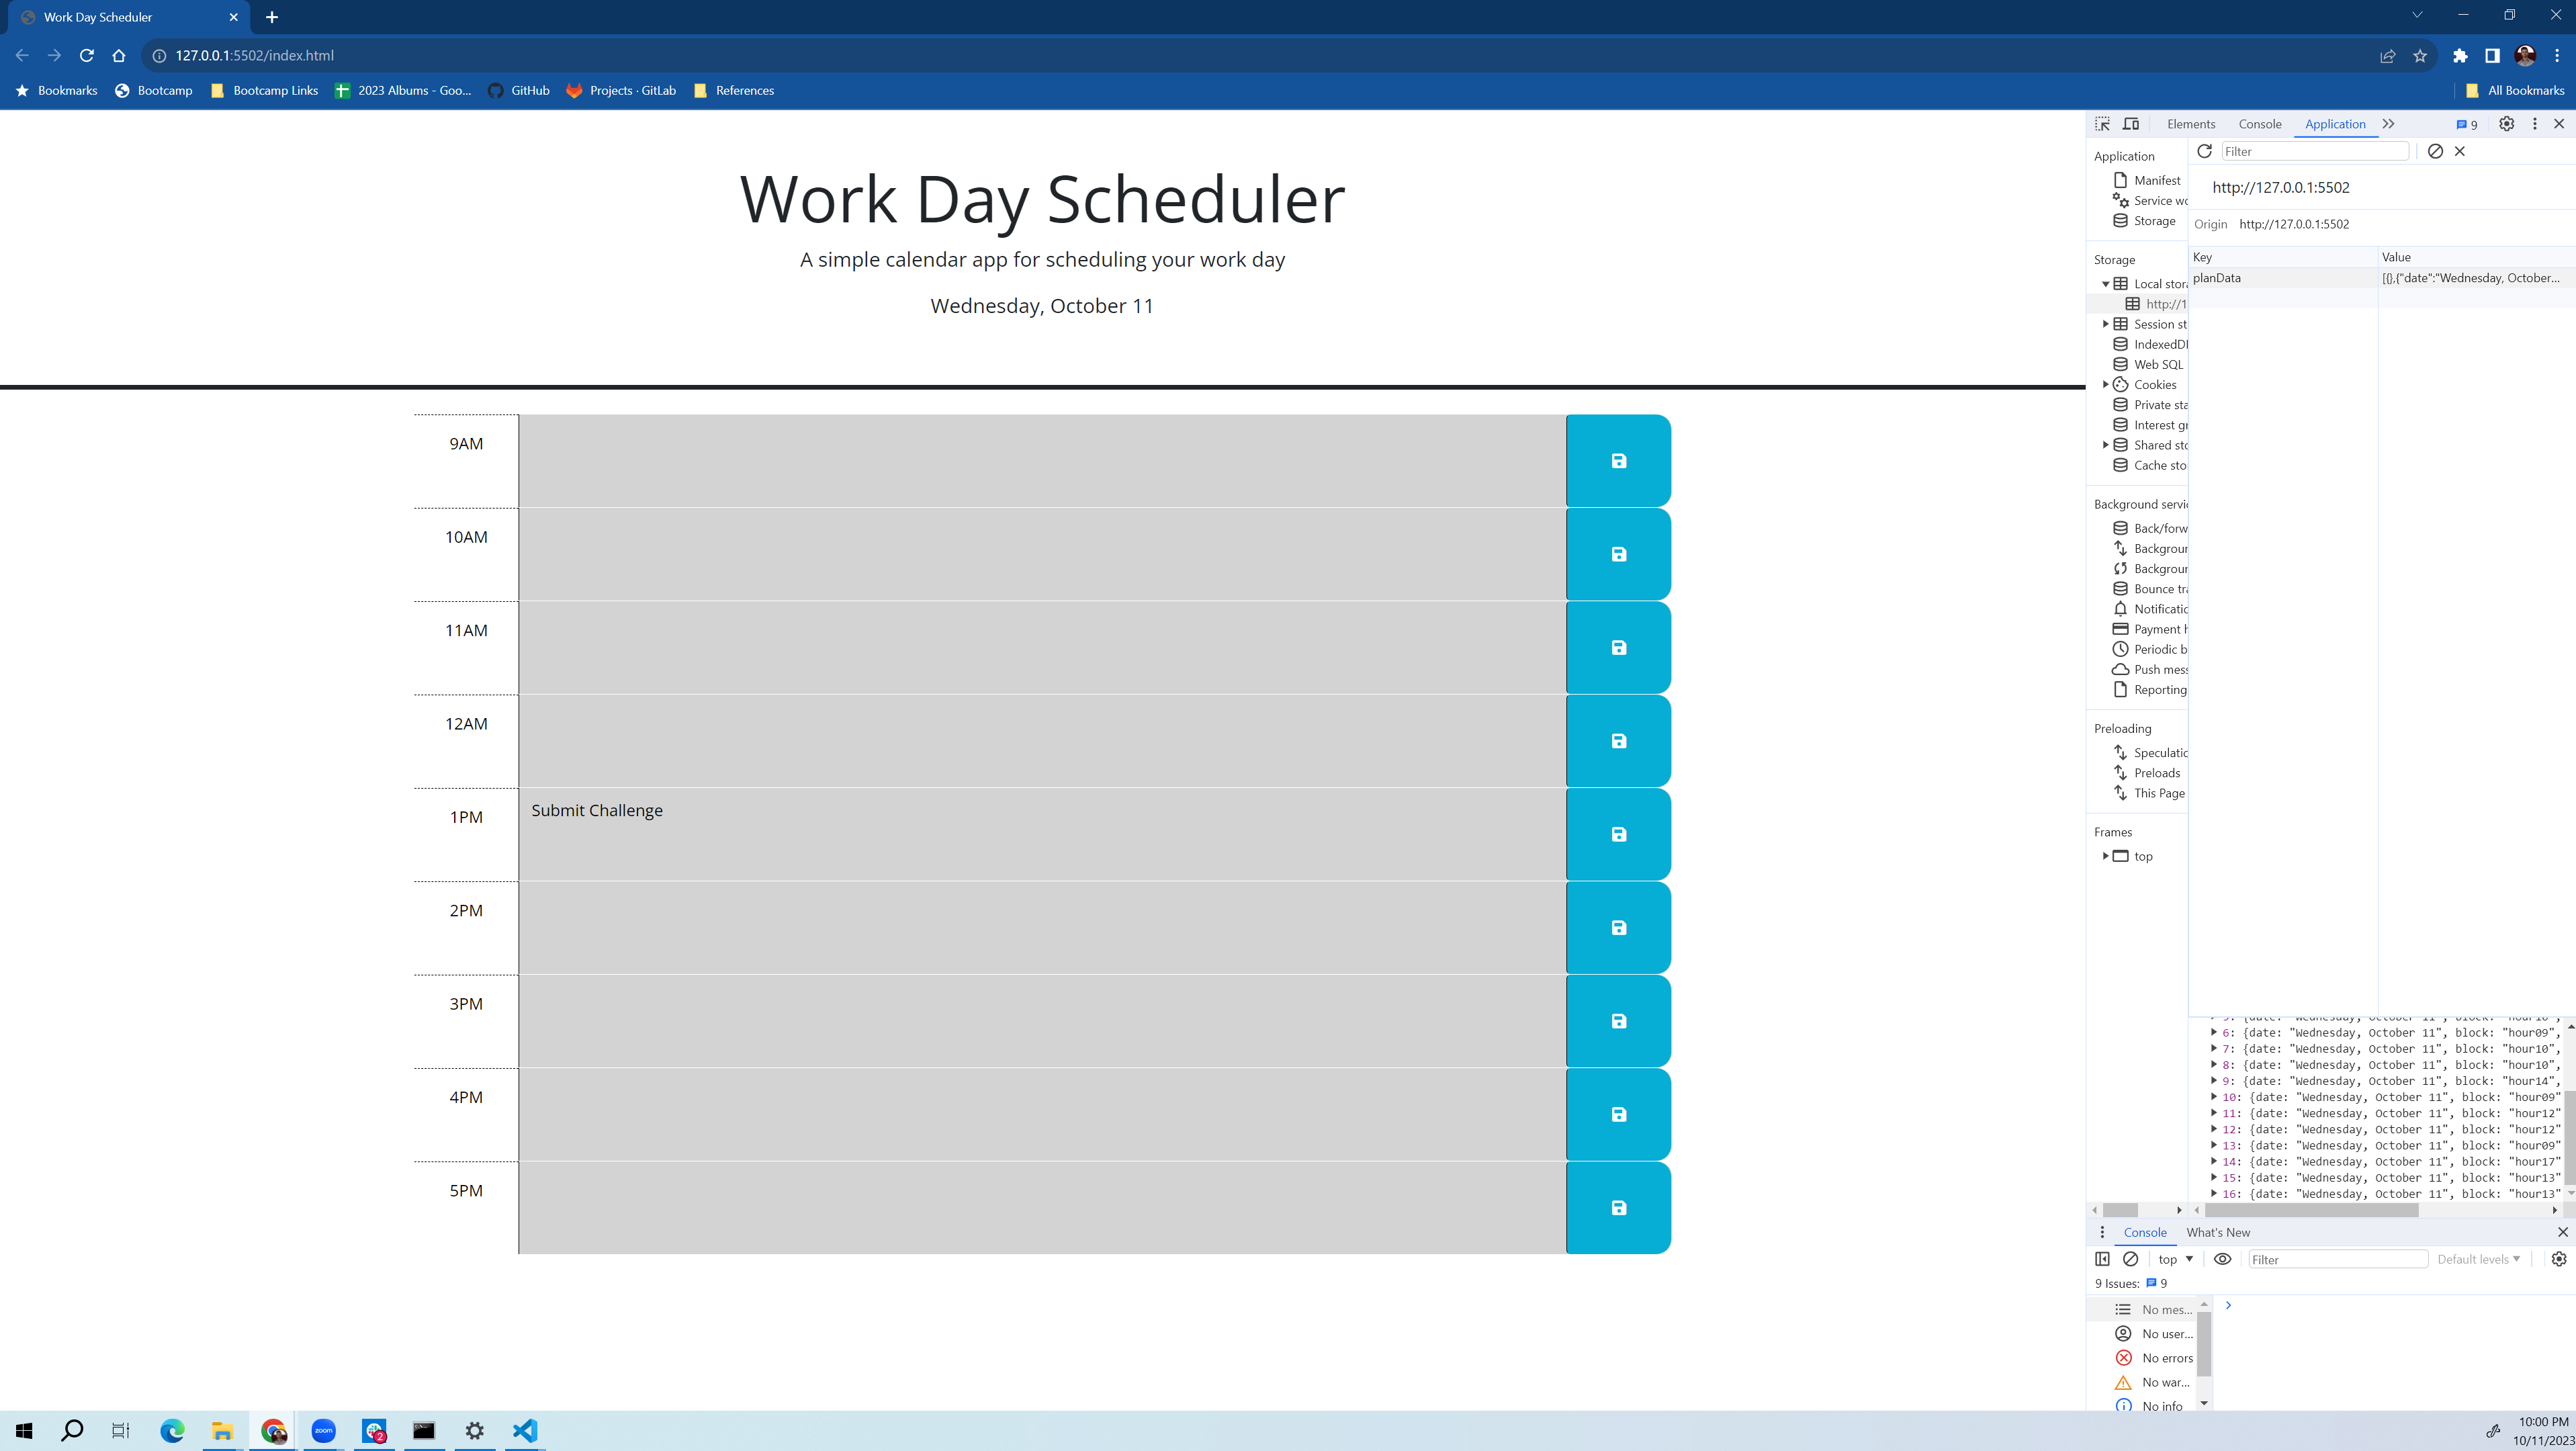 Work Day Scheduler
127.0.0.1:5502/index.html
Bookmarks Bootcamp Bootcamp Links 2023 Albums - Goo... GitHub Projects · GitLab References All Bookmarks
Work Day Scheduler
A simple calendar app for scheduling your work day
Wednesday, October 11
9AM
10AM
11AM
12AM
1PM Submit Challenge
2PM
3PM
4PM
5PM
Elements Console Application 9
Application
Manifest
Service wo
Storage
Storage
Local stora
http://1
Session st
IndexedDB
Web SQL
Cookies
Private sta
Interest gr
Shared sto
Cache sto
Background servic
Back/forw
Backgroun
Backgroun
Bounce tra
Notificatio
Payment h
Periodic b
Push mess
Reporting
Preloading
Speculatio
Preloads
This Page
Frames
top
Filter
http://127.0.0.1:5502
Origin http://127.0.0.1:5502
Key Value
planData [{},{"date":"Wednesday, October...
6: {date: "Wednesday, October 11", block: "hour09",
7: {date: "Wednesday, October 11", block: "hour10",
8: {date: "Wednesday, October 11", block: "hour10",
9: {date: "Wednesday, October 11", block: "hour14",
10: {date: "Wednesday, October 11", block: "hour09"
11: {date: "Wednesday, October 11", block: "hour12"
12: {date: "Wednesday, October 11", block: "hour12"
13: {date: "Wednesday, October 11", block: "hour09"
14: {date: "Wednesday, October 11", block: "hour17"
15: {date: "Wednesday, October 11", block: "hour13"
16: {date: "Wednesday, October 11", block: "hour13"
Console What's New
top Filter Default levels
9 Issues: 9
No mes...
No user...
No errors
No war...
No info
zoom 2
10:00 PM
10/11/2023